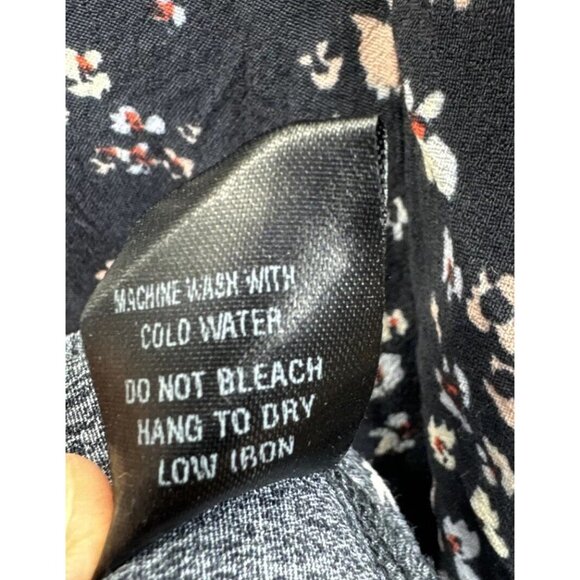 MACHINE WASH WITH
COLD WATER
DO NOT BLEACH
HANG TO DRY
LOW IRON